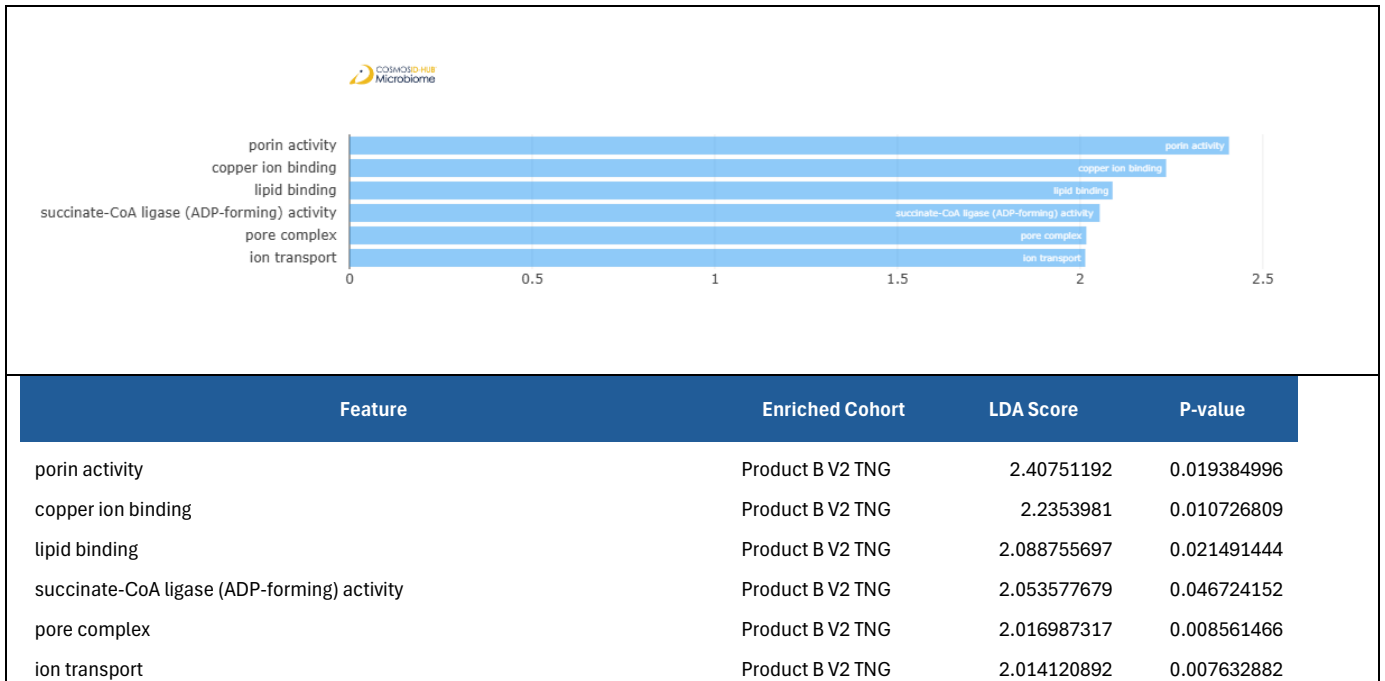 COSMOSID-HUB
Microbiome
porin activity porin activity
copper ion binding copper ion binding
lipid binding lipid binding
succinate-CoA ligase (ADP-forming) activity succinate-CoA ligase (ADP-forming) activity
pore complex pore complex
ion transport ion transport
0 0.5 1 1.5 2 2.5
Feature Enriched Cohort LDA Score P-value
porin activity Product B V2 TNG 2.40751192 0.019384996
copper ion binding Product B V2 TNG 2.2353981 0.010726809
lipid binding Product B V2 TNG 2.088755697 0.021491444
succinate-CoA ligase (ADP-forming) activity Product B V2 TNG 2.053577679 0.046724152
pore complex Product B V2 TNG 2.016987317 0.008561466
ion transport Product B V2 TNG 2.014120892 0.007632882